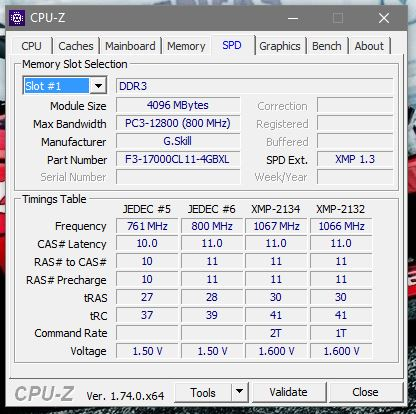 CPU-Z
CPU Caches Mainboard Memory SPD Graphics Bench About
Memory Slot Selection
Slot #1 DDR3
Module Size 4096 MBytes Correction
Max Bandwidth PC3-12800 (800 MHz) Registered
Manufacturer G.Skill Buffered
Part Number F3-17000CL11-4GBXL SPD Ext. XMP 1.3
Serial Number Week/Year
Timings Table
JEDEC #5 JEDEC #6 XMP-2134 XMP-2132
Frequency 761 MHz 800 MHz 1067 MHz 1066 MHz
CAS# Latency 10.0 11.0 11.0 11.0
RAS# to CAS# 10 11 11 11
RAS# Precharge 10 11 11 11
tRAS 27 28 30 30
tRC 37 39 41 41
Command Rate 2T 1T
Voltage 1.50 V 1.50 V 1.600 V 1.600 V
CPU-Z Ver. 1.74.0.x64 Tools Validate Close